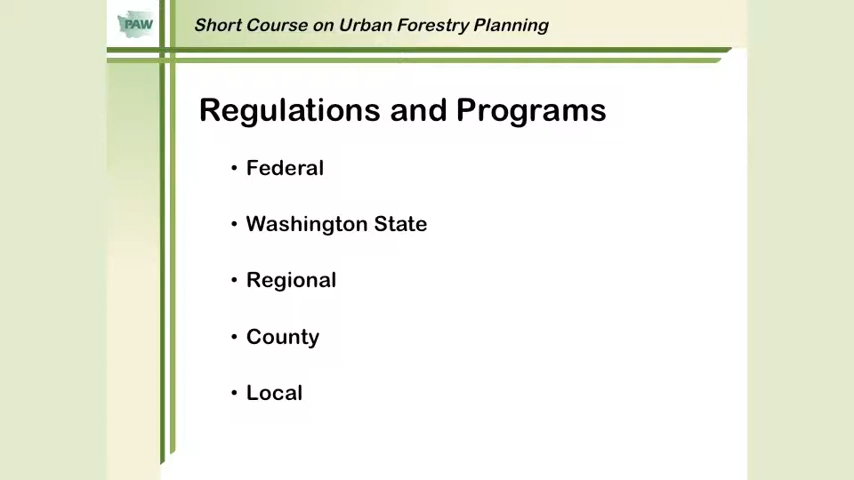 PAW
Short Course on Urban Forestry Planning
Regulations and Programs
• Federal
• Washington State
• Regional
• County
• Local